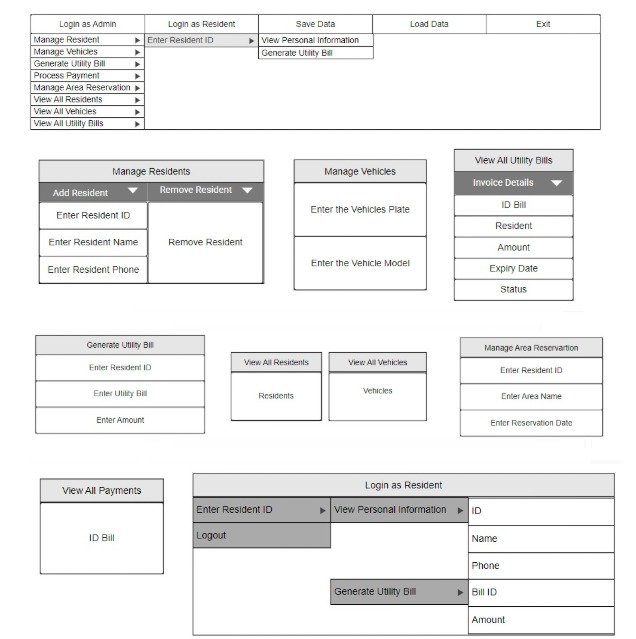 Login as Admin Login as Resident Save Data Load Data Exit
Manage Resident Enter Resident ID View Personal Information
Manage Vehicles Generate Utility Bill
Generate Utility Bill
Process Payment
Manage Area Reservation
View All Residents
View All Vehicles
View All Utility Bills
Manage Residents
Add Resident Remove Resident
Enter Resident ID
Enter Resident Name Remove Resident
Enter Resident Phone
Manage Vehicles
Enter the Vehicles Plate
Enter the Vehicle Model
View All Utility Bills
Invoice Details
ID Bill
Resident
Amount
Expiry Date
Status
Generate Utility Bill
Enter Resident ID
Enter Utility Bill
Enter Amount
View All Residents
Residents
View All Vehicles
Vehicles
Manage Area Reservartion
Enter Resident ID
Enter Area Name
Enter Reservation Date
View All Payments
ID Bill
Login as Resident
Enter Resident ID View Personal Information ID
Logout Name
Phone
Generate Utility Bill Bill ID
Amount